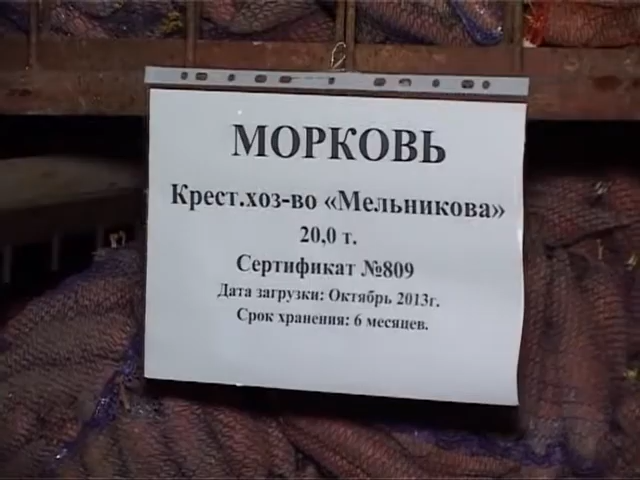 МОРКОВЬ
Крест.хоз-во «Мельникова»
20,0 т.
Сертификат №809
Дата загрузки: Октябрь 2013г.
Срок хранения: 6 месяцев.